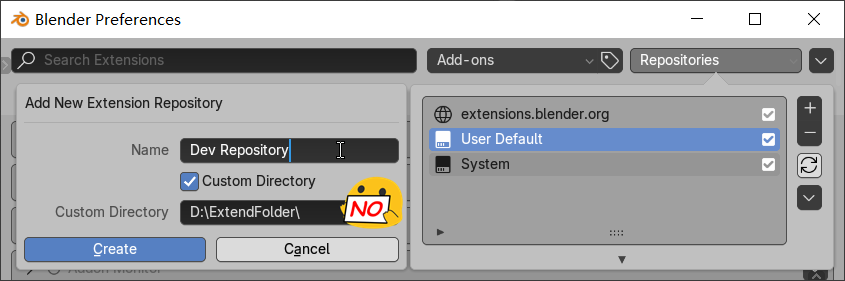 Blender Preferences
Search Extensions
Add-ons
Repositories
Add New Extension Repository
Name
Dev Repository
Custom Directory
Custom Directory
D:\ExtendFolder\
NO
Create
Cancel
extensions.blender.org
User Default
System
Addon Monitor